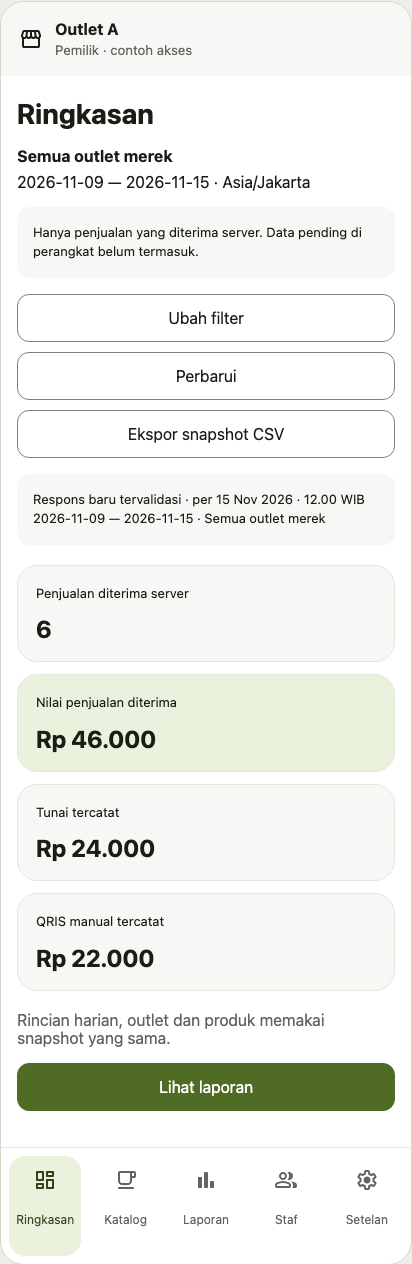 Outlet A
Pemilik · contoh akses
Ringkasan
Semua outlet merek
2026-11-09 — 2026-11-15 · Asia/Jakarta
Hanya penjualan yang diterima server. Data pending di
perangkat belum termasuk.
Ubah filter
Perbarui
Ekspor snapshot CSV
Respons baru tervalidasi · per 15 Nov 2026 · 12.00 WIB
2026-11-09 — 2026-11-15 · Semua outlet merek
Penjualan diterima server
6
Nilai penjualan diterima
Rp 46.000
Tunai tercatat
Rp 24.000
QRIS manual tercatat
Rp 22.000
Rincian harian, outlet dan produk memakai
snapshot yang sama.
Lihat laporan
Ringkasan
Katalog
Laporan
Staf
Setelan